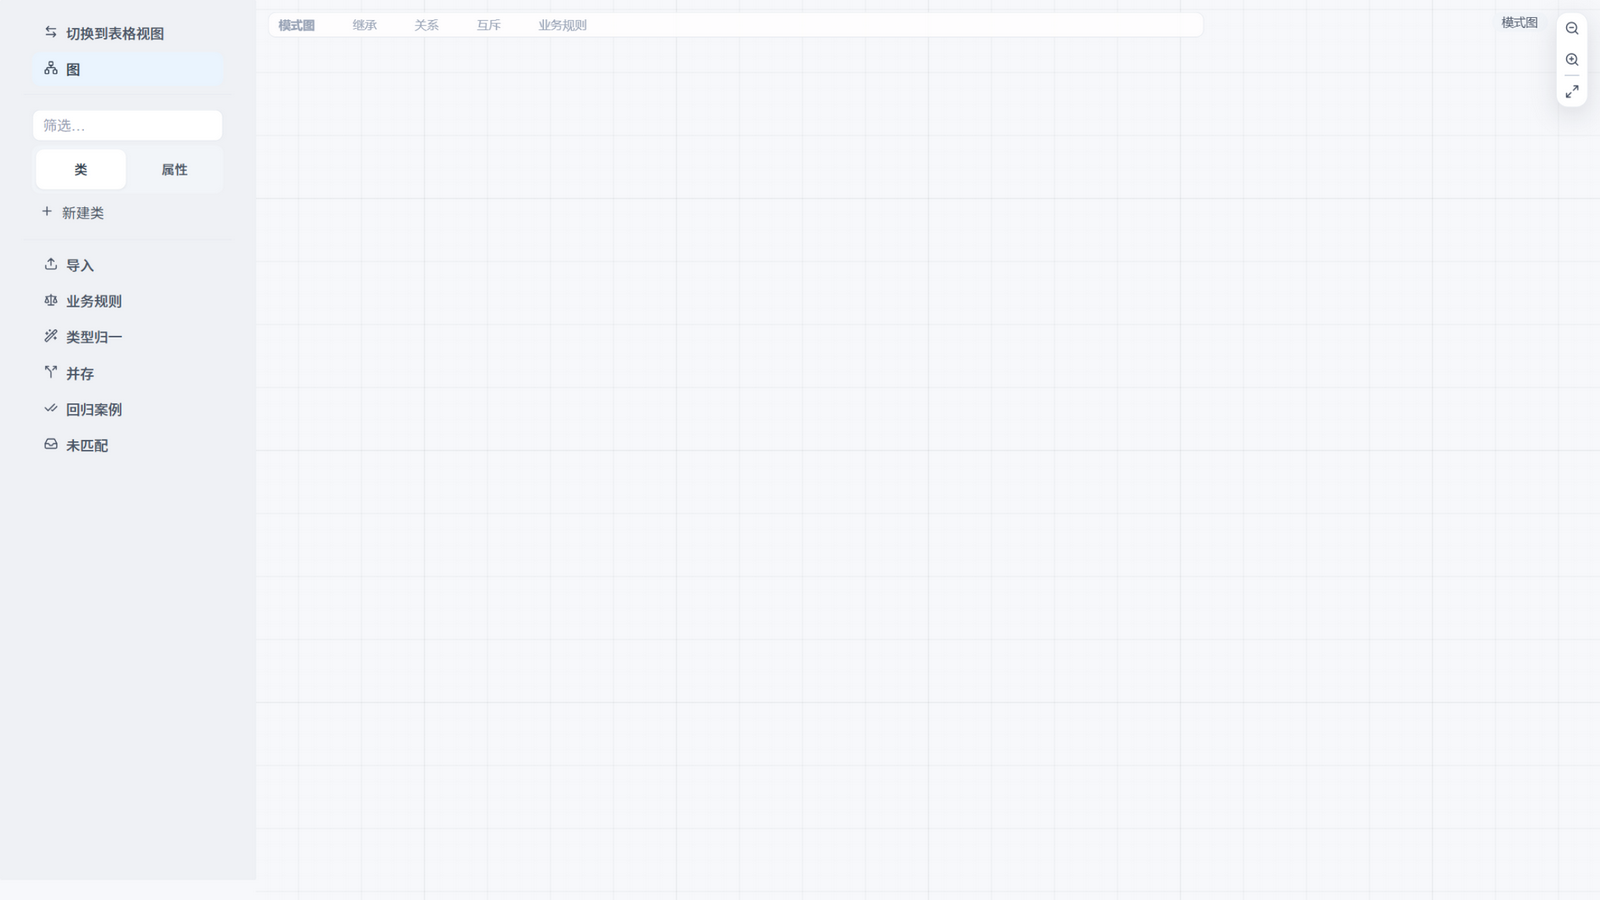 切换到表格视图
图
筛选...
类
属性
新建类
导入
业务规则
类型归一
并存
回归案例
未匹配
模式图 继承 关系 互斥 业务规则
模式图